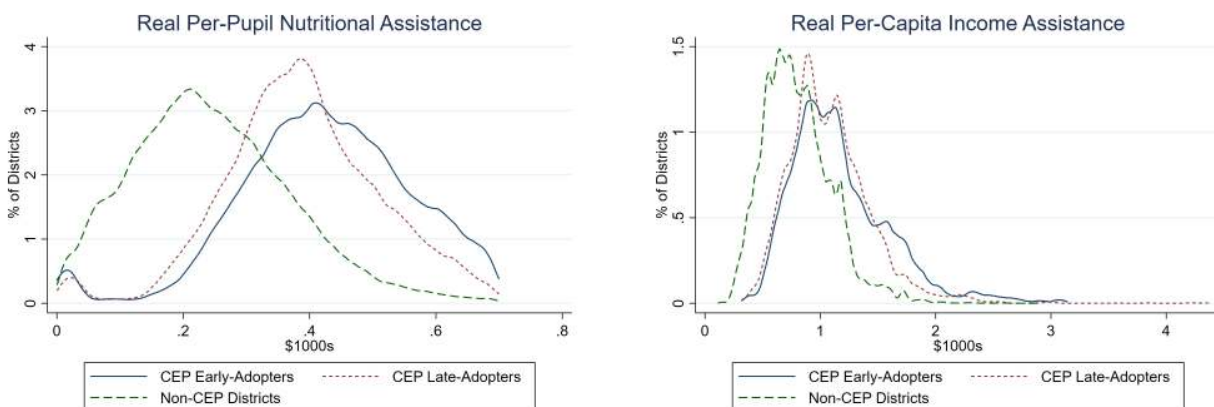 Real Per-Pupil Nutritional Assistance
4
3
2
1
0
% of Districts
0 .2 .4 .6 .8
$1000s
CEP Early-Adopters CEP Late-Adopters
Non-CEP Districts
Real Per-Capita Income Assistance
1.5
1
.5
0
% of Districts
0 1 2 3 4
$1000s
CEP Early-Adopters CEP Late-Adopters
Non-CEP Districts